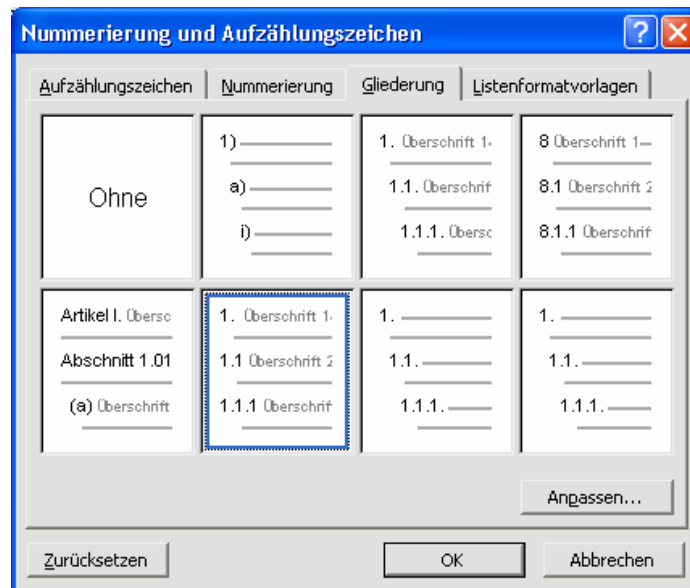 Nummerierung und Aufzählungszeichen
Aufzählungszeichen Nummerierung Gliederung Listenformatvorlagen
Ohne
1)
a)
i)
1. Überschrift 1
1.1. Überschrif
1.1.1. Übersc
8 Überschrift 1
8.1 Überschrift 2
8.1.1 Überschrif
Artikel I. Übersc
Abschnitt 1.01
(a) Überschrift
1. Überschrift 1
1.1 Überschrift 2
1.1.1 Überschrif
1.
1.1.
1.1.1.
1.
1.1.
1.1.1.
Anpassen...
Zurücksetzen OK Abbrechen